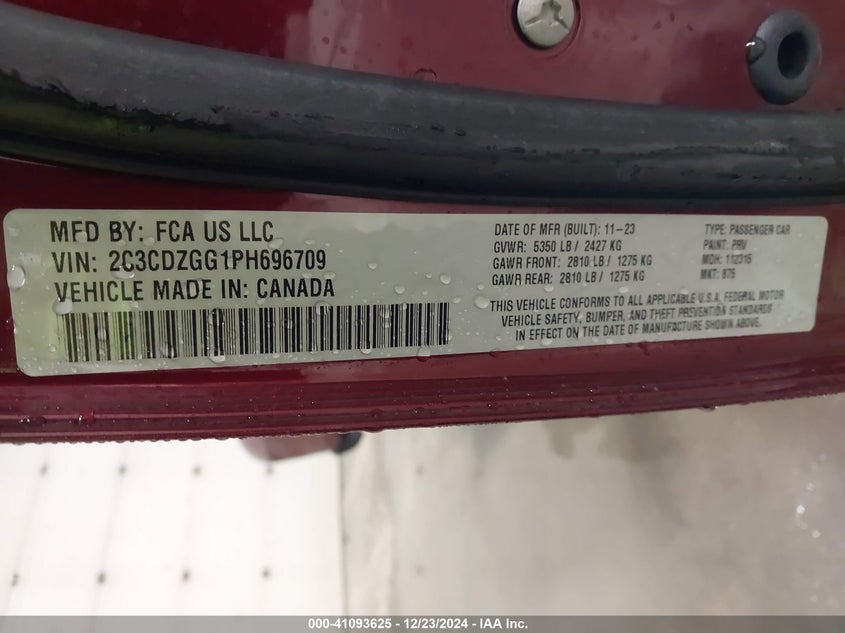 MFD BY: FCA US LLC
VIN: 2C3CDZGG1PH696709
VEHICLE MADE IN: CANADA
DATE OF MFR (BUILT): 11-23
GVWR: 5350 LB / 2427 KG
GAWR FRONT: 2810 LB / 1275 KG
GAWR REAR: 2810 LB / 1275 KG
TYPE: PASSENGER CAR
PAINT: PRV
MDH: 112316
MKT: 875
THIS VEHICLE CONFORMS TO ALL APPLICABLE U.S.A. FEDERAL MOTOR
VEHICLE SAFETY, BUMPER, AND THEFT PREVENTION STANDARDS
IN EFFECT ON THE DATE OF MANUFACTURE SHOWN ABOVE.
000-41093625 - 12/23/2024 - IAA Inc.